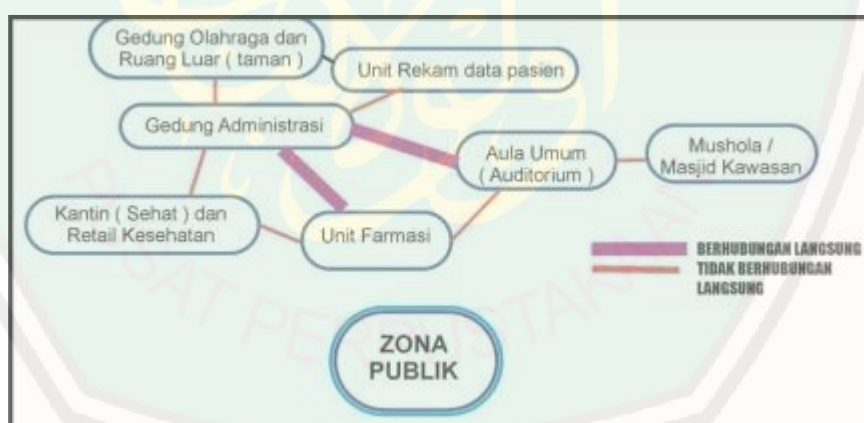 Gedung Olahraga dan
Ruang Luar ( taman )
Unit Rekam data pasien
Gedung Administrasi
Aula Umum
( Auditorium )
Mushola /
Masjid Kawasan
Kantin ( Sehat ) dan
Retail Kesehatan
Unit Farmasi
BERHUBUNGAN LANGSUNG
TIDAK BERHUBUNGAN
LANGSUNG
ZONA
PUBLIK